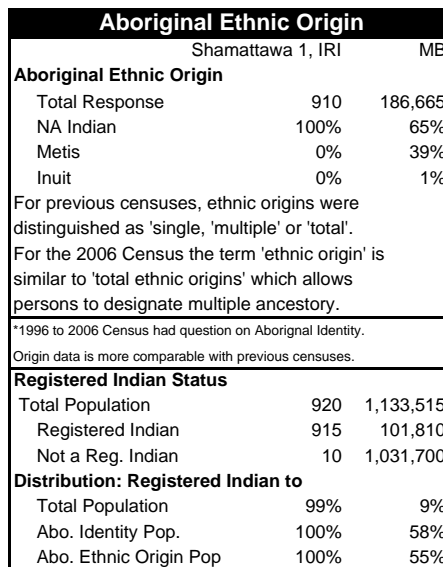 Aboriginal Ethnic Origin
Shamattawa 1, IRI MB
Aboriginal Ethnic Origin
Total Response 910 186,665
NA Indian 100% 65%
Metis 0% 39%
Inuit 0% 1%
For previous censuses, ethnic origins were
distinguished as 'single, 'multiple' or 'total'.
For the 2006 Census the term 'ethnic origin' is
similar to 'total ethnic origins' which allows
persons to designate multiple ancestory.
*1996 to 2006 Census had question on Aborignal Identity.
Origin data is more comparable with previous censuses.
Registered Indian Status
Total Population 920 1,133,515
Registered Indian 915 101,810
Not a Reg. Indian 10 1,031,700
Distribution: Registered Indian to
Total Population 99% 9%
Abo. Identity Pop. 100% 58%
Abo. Ethnic Origin Pop 100% 55%